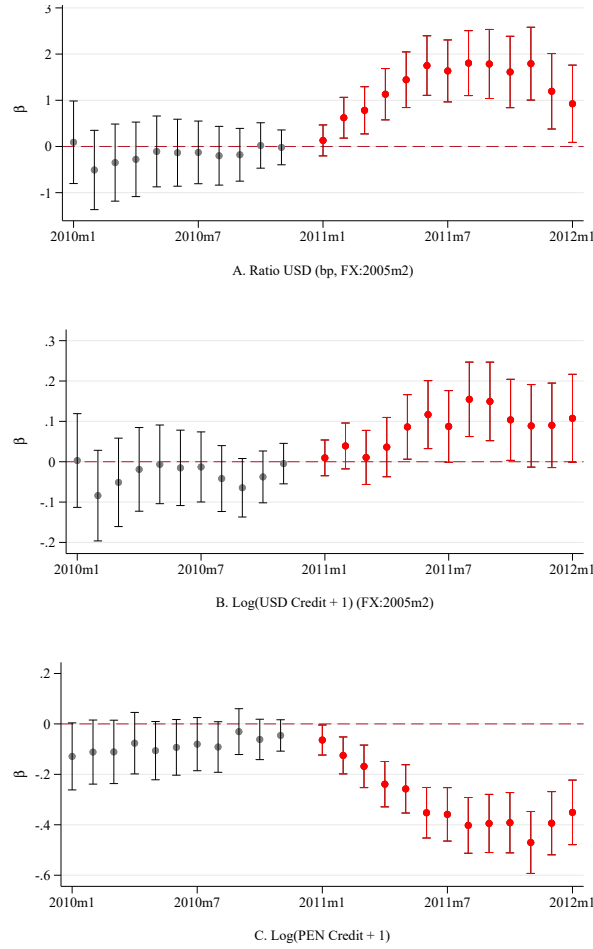 3
2
1
0
-1
β
2010m1 2010m7 2011m1 2011m7 2012m1
A. Ratio USD (bp, FX:2005m2)
.3
.2
.1
0
-.1
-.2
β
2010m1 2010m7 2011m1 2011m7 2012m1
B. Log(USD Credit + 1) (FX:2005m2)
.2
0
-.2
-.4
-.6
β
2010m1 2010m7 2011m1 2011m7 2012m1
C. Log(PEN Credit + 1)